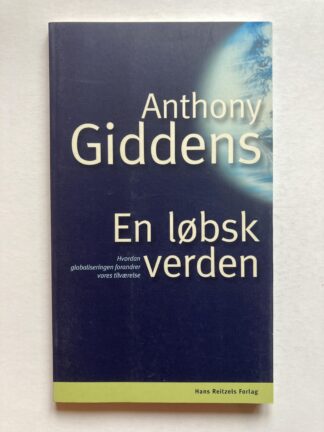 Anthony
Giddens
En løbsk
verden
Hvordan
globaliseringen forandrer
vores tilværelse
Hans Reitzels Forlag